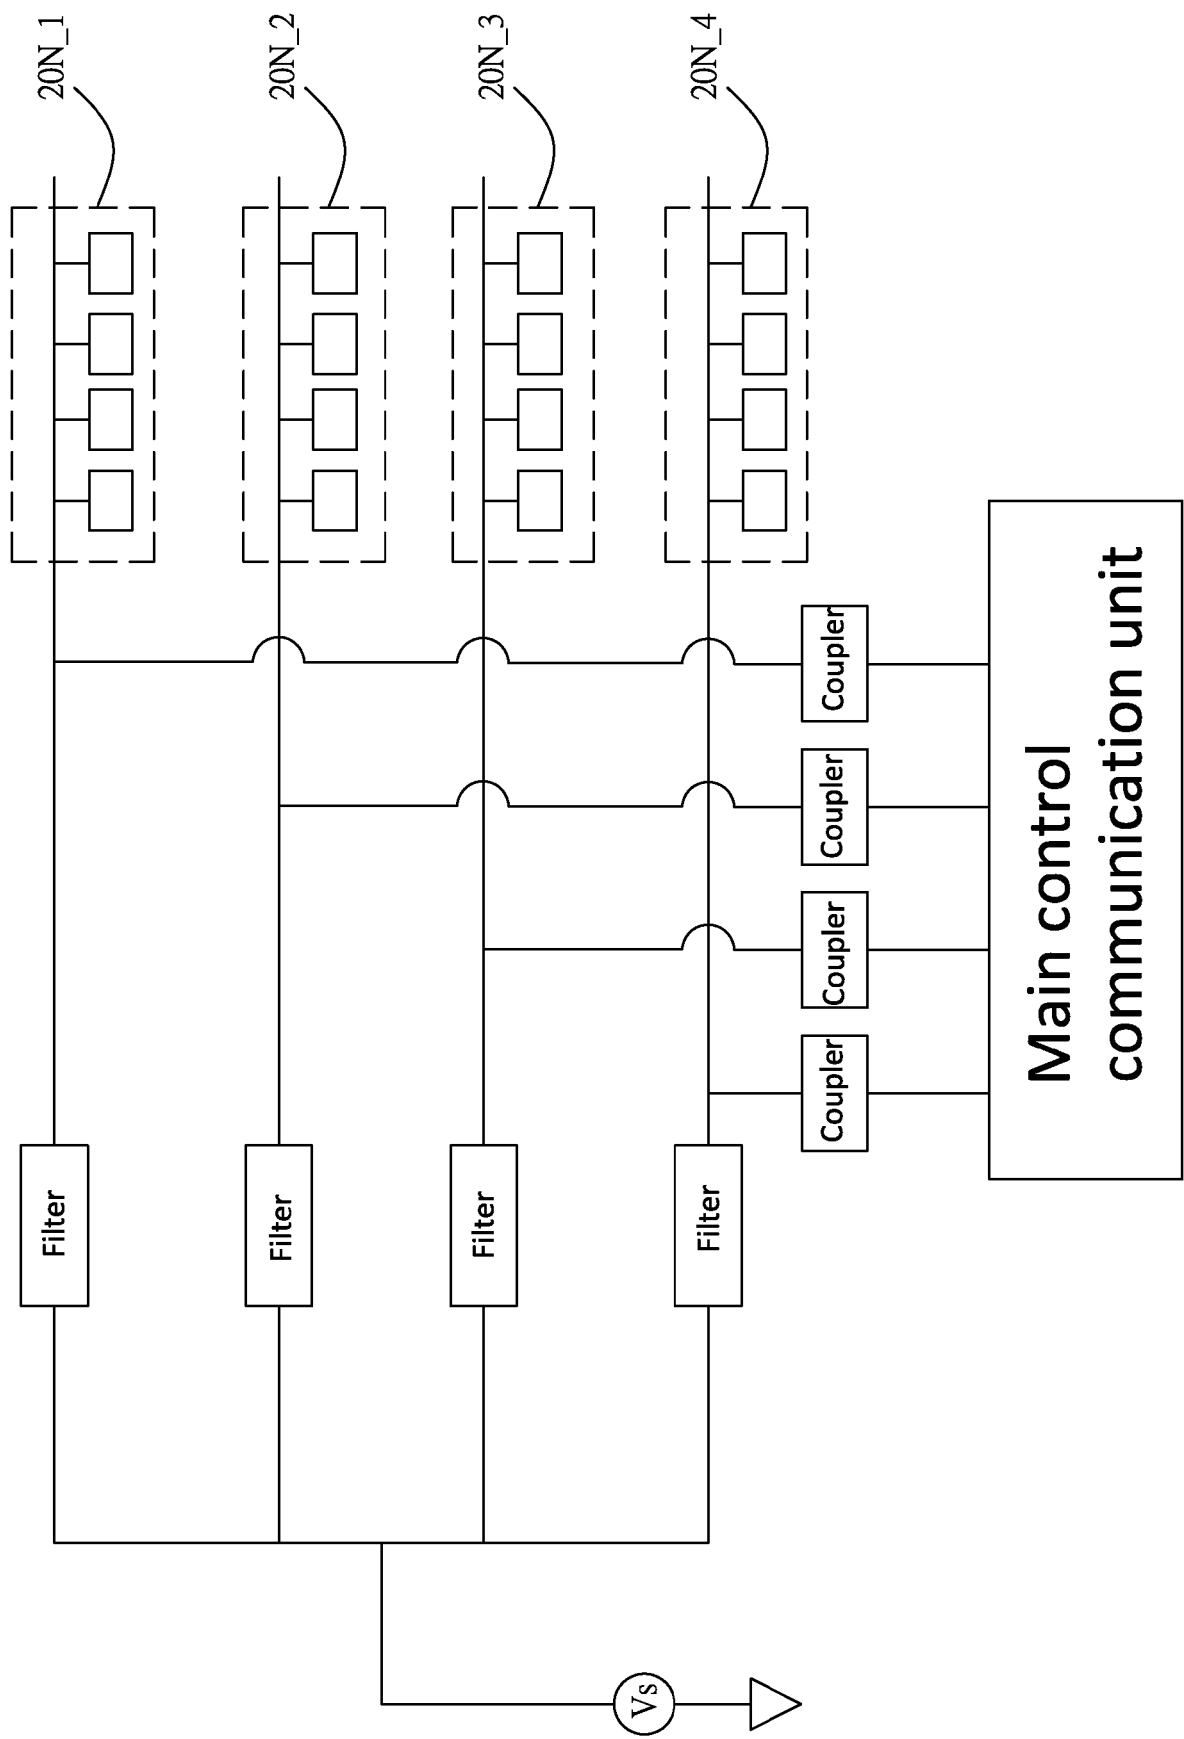 20N_1
20N_2
20N_3
20N_4
Filter
Filter
Filter
Filter
Coupler
Coupler
Coupler
Coupler
Main control
communication unit
Vs